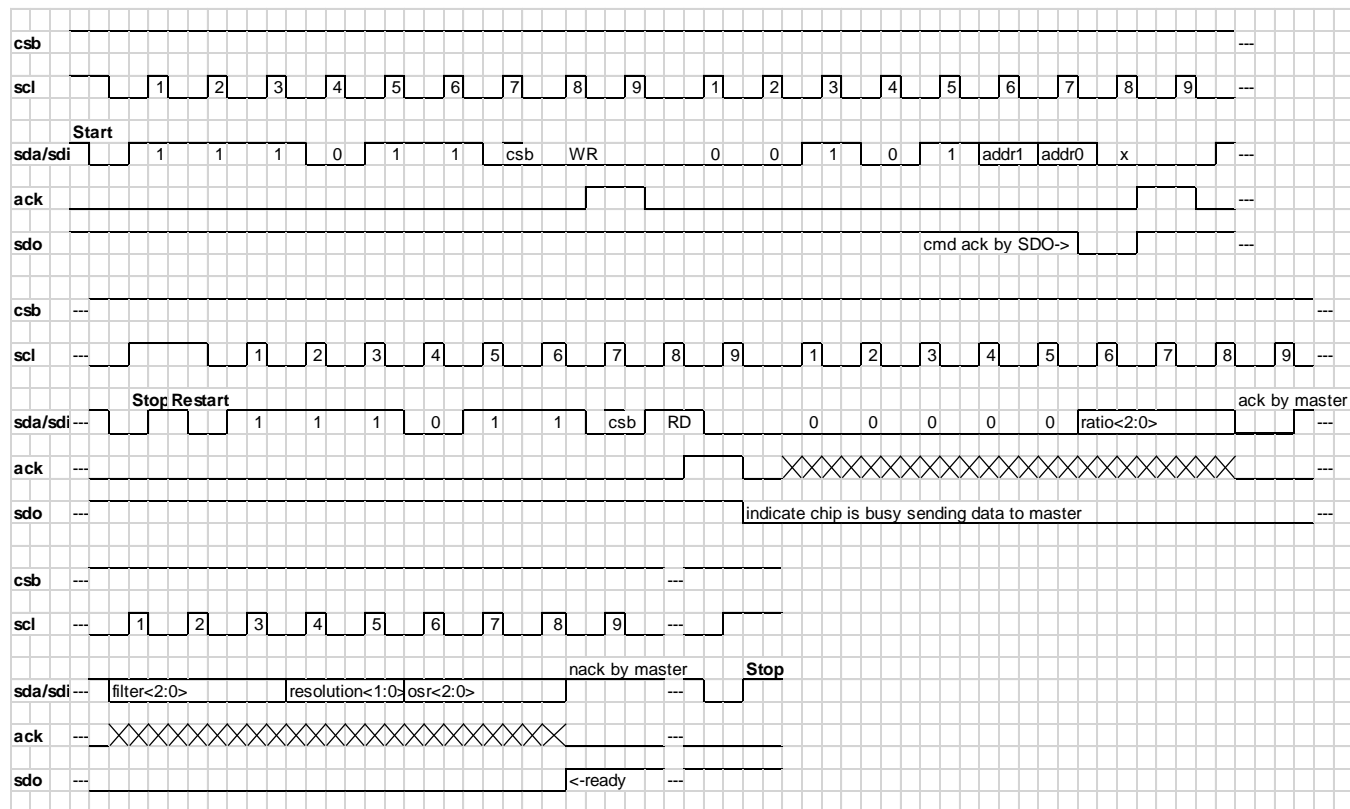 csb ---
scl 1 2 3 4 5 6 7 8 9 1 2 3 4 5 6 7 8 9 ---
Start
sda/sdi 1 1 1 0 1 1 csb WR 0 0 1 0 1 addr1 addr0 x ---
ack ---
sdo cmd ack by SDO-> ---
csb --- ---
scl --- 1 2 3 4 5 6 7 8 9 1 2 3 4 5 6 7 8 9 ---
Stop Restart ack by master
sda/sdi --- 1 1 1 0 1 1 csb RD 0 0 0 0 0 ratio<2:0> ---
ack --- ---
sdo --- indicate chip is busy sending data to master ---
csb --- ---
scl --- 1 2 3 4 5 6 7 8 9 ---
nack by master Stop
sda/sdi --- filter<2:0> resolution<1:0> osr<2:0> ---
ack --- ---
sdo --- <-ready ---